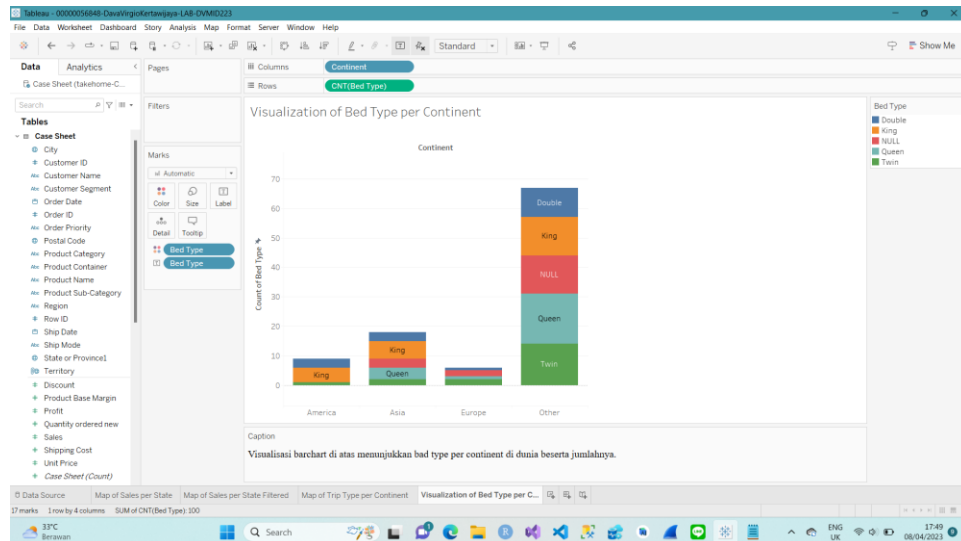 Tableau - 00000056848-DavaVirgioKertawijaya-LAB-DVMID223
File Data Worksheet Dashboard Story Analysis Map Format Server Window Help
Standard
Show Me
Data Analytics
Case Sheet (takehome-C...
Search
Tables
Case Sheet
City
Customer ID
Abc Customer Name
Abc Customer Segment
Order Date
Order ID
Abc Order Priority
Postal Code
Abc Product Category
Abc Product Container
Abc Product Name
Abc Product Sub-Category
Abc Region
Row ID
Ship Date
Abc Ship Mode
State or Province1
Territory
Discount
Product Base Margin
Profit
Quantity ordered new
Sales
Shipping Cost
Unit Price
Case Sheet (Count)
Pages
Filters
Marks
Automatic
Color Size Label
Detail Tooltip
Bed Type
Bed Type
Columns Continent
Rows CNT(Bed Type)
Visualization of Bed Type per Continent
Continent
Count of Bed Type
70
60
50
40
30
20
10
0
King
King
Queen
Double
King
NULL
Queen
Twin
America Asia Europe Other
Bed Type
Double
King
NULL
Queen
Twin
Caption
Visualisasi barchart di atas menunjukkan bad type per continent di dunia beserta jumlahnya.
Data Source Map of Sales per State Map of Sales per State Filtered Map of Trip Type per Continent Visualization of Bed Type per C...
17 marks 1 row by 4 columns SUM of CNT(Bed Type): 100
33°C
Berawan
Search
ENG
UK
17:49
08/04/2023